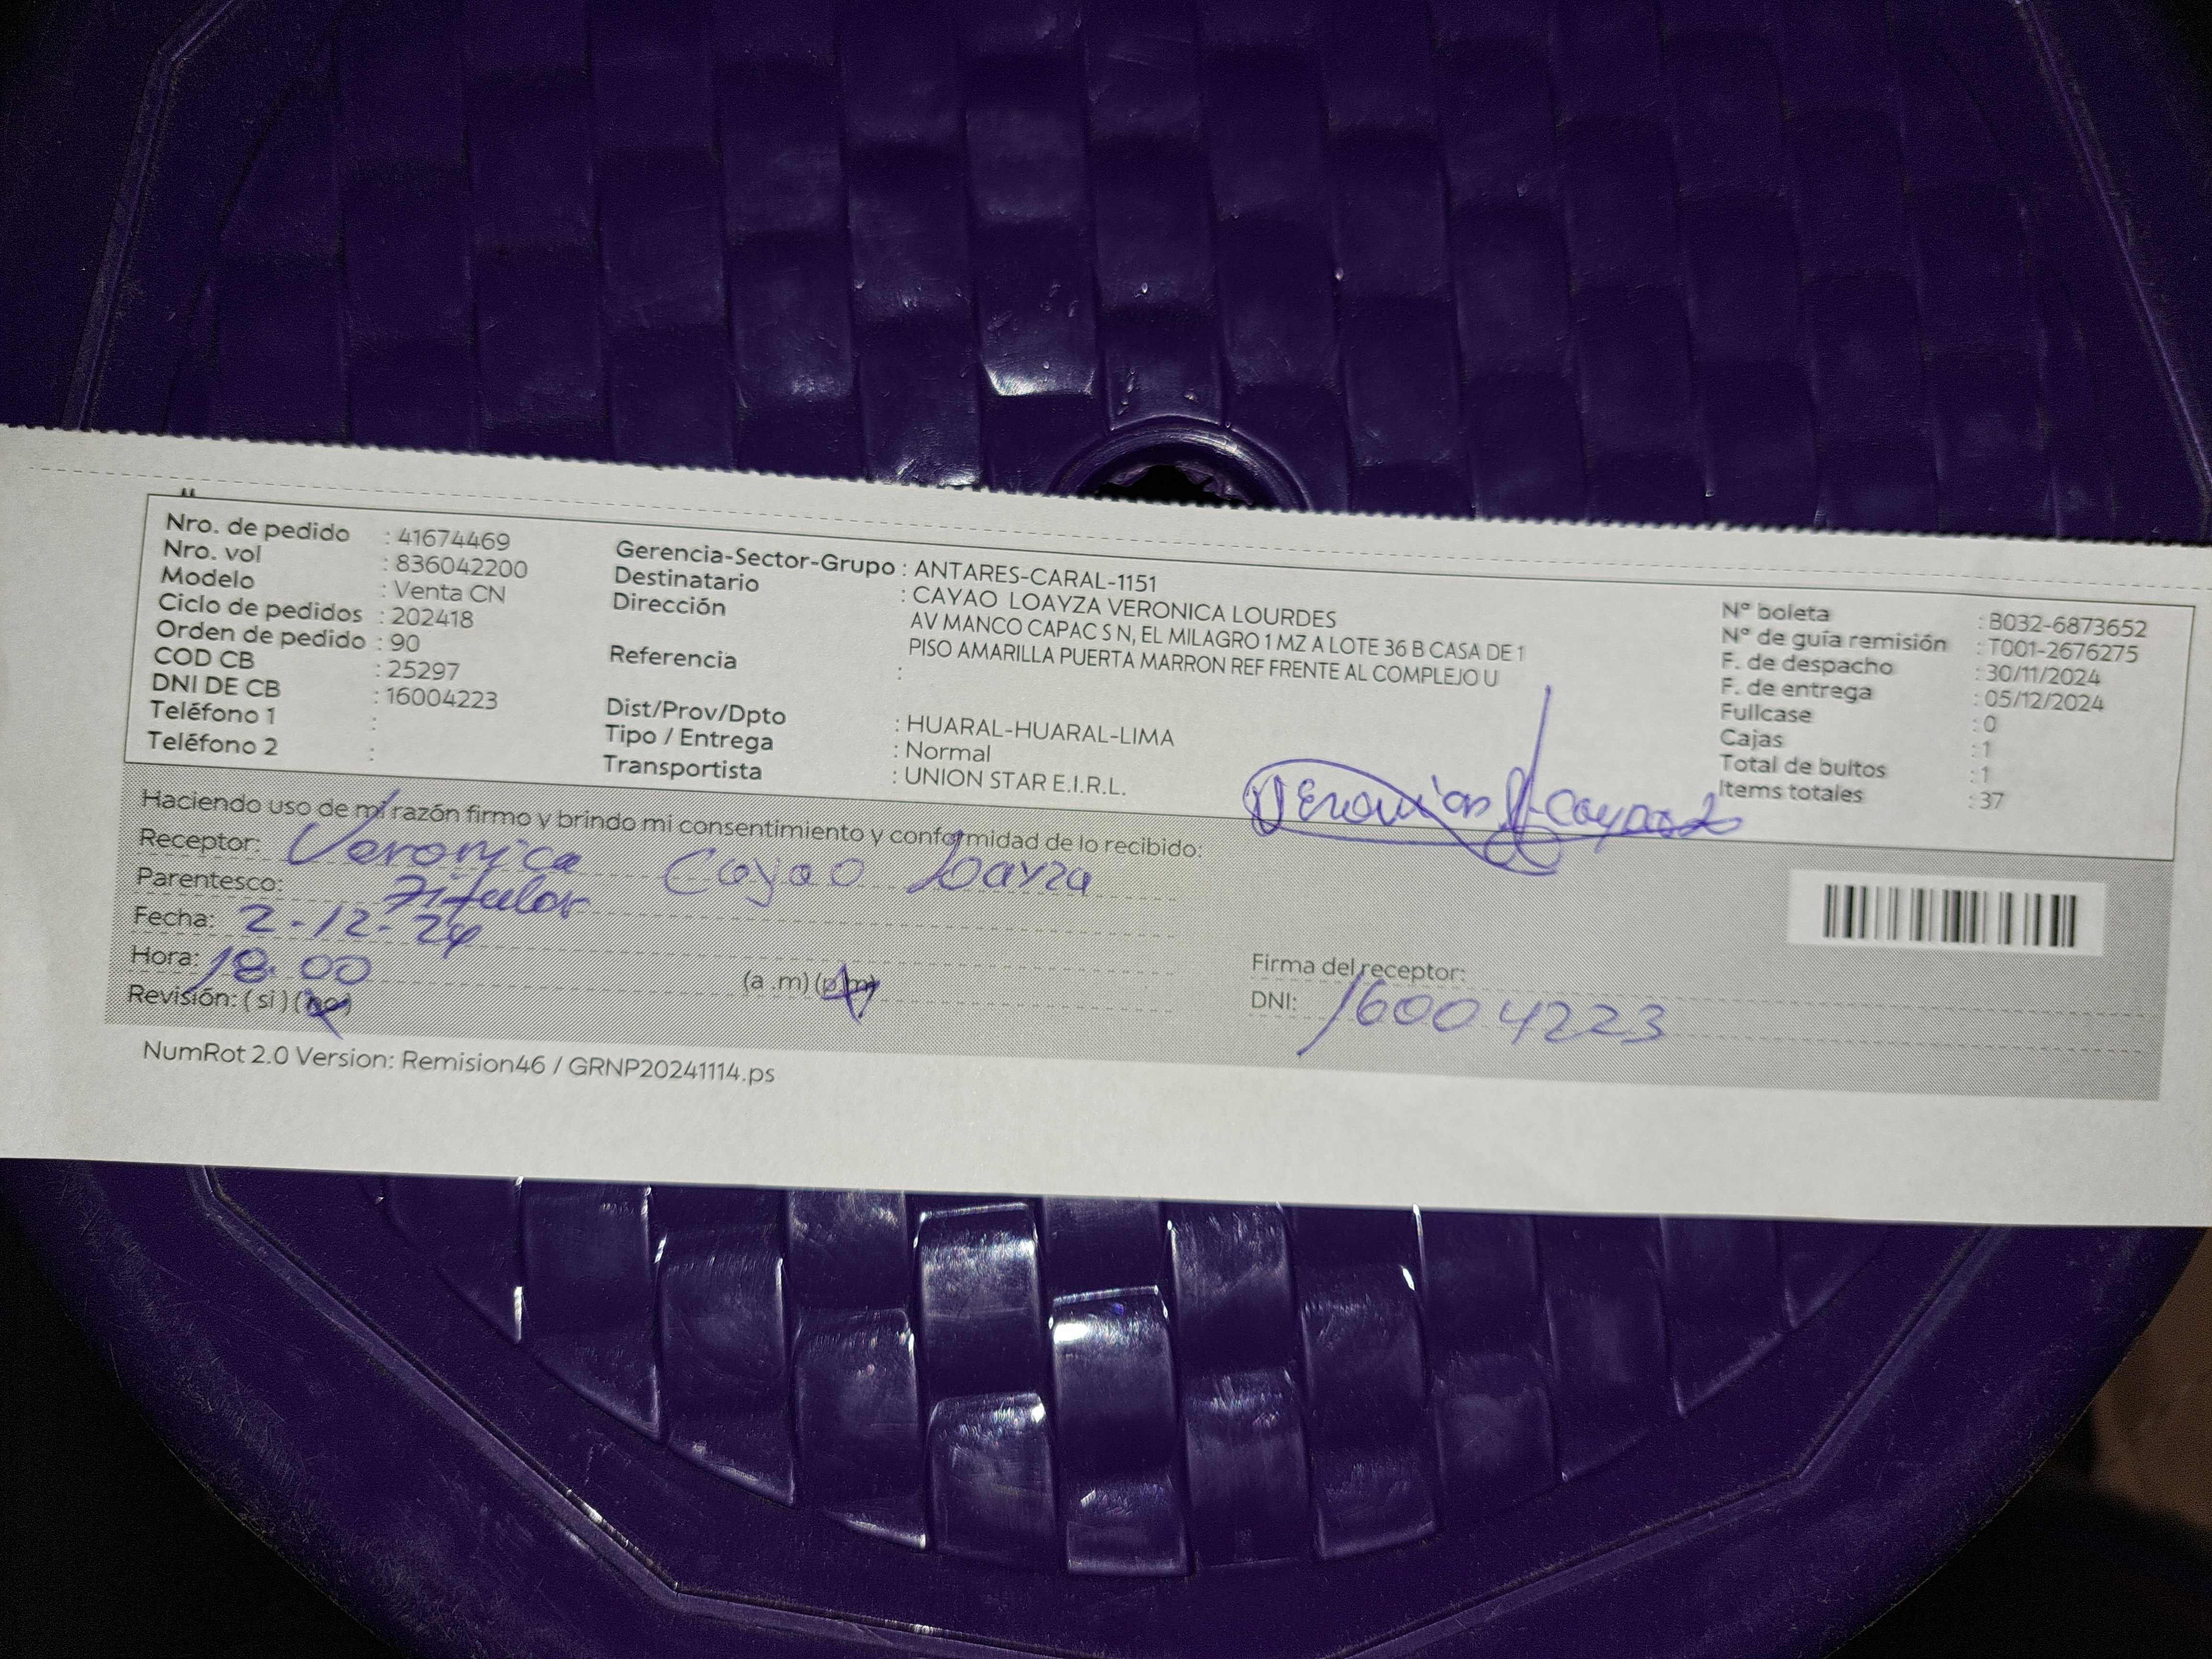 Nro. de pedido : 41674469
Nro. vol : 836042200
Modelo : Venta CN
Ciclo de pedidos : 202418
Orden de pedido : 90
COD CB : 25297
DNI DE CB : 16004223
Teléfono 1 :
Teléfono 2 :
Gerencia-Sector-Grupo : ANTARES-CARAL-1151
Destinatario : CAYAO LOAYZA VERONICA LOURDES
Dirección AV MANCO CAPAC S N, EL MILAGRO 1 MZ A LOTE 36 B CASA DE 1
PISO AMARILLA PUERTA MARRON REF FRENTE AL COMPLEJO U
Referencia :
Dist/Prov/Dpto : HUARAL-HUARAL-LIMA
Tipo / Entrega : Normal
Transportista : UNION STAR E.I.R.L.
N° boleta : B032-6873652
N° de guía remisión : T001-2676275
F. de despacho : 30/11/2024
F. de entrega : 05/12/2024
Fullcase : 0
Cajas : 1
Total de bultos : 1
Items totales : 37
Haciendo uso de mi razón firmo y brindo mi consentimiento y conformidad de lo recibido:
Receptor: Veronica Cayao Loayza
Parentesco: Titular
Fecha: 2-12-24
Hora: 18:00 (a .m) (p.m)
Revisión: ( si ) (no)
Firma del receptor:
DNI: 16004223
NumRot 2.0 Version: Remision46 / GRNP20241114.ps